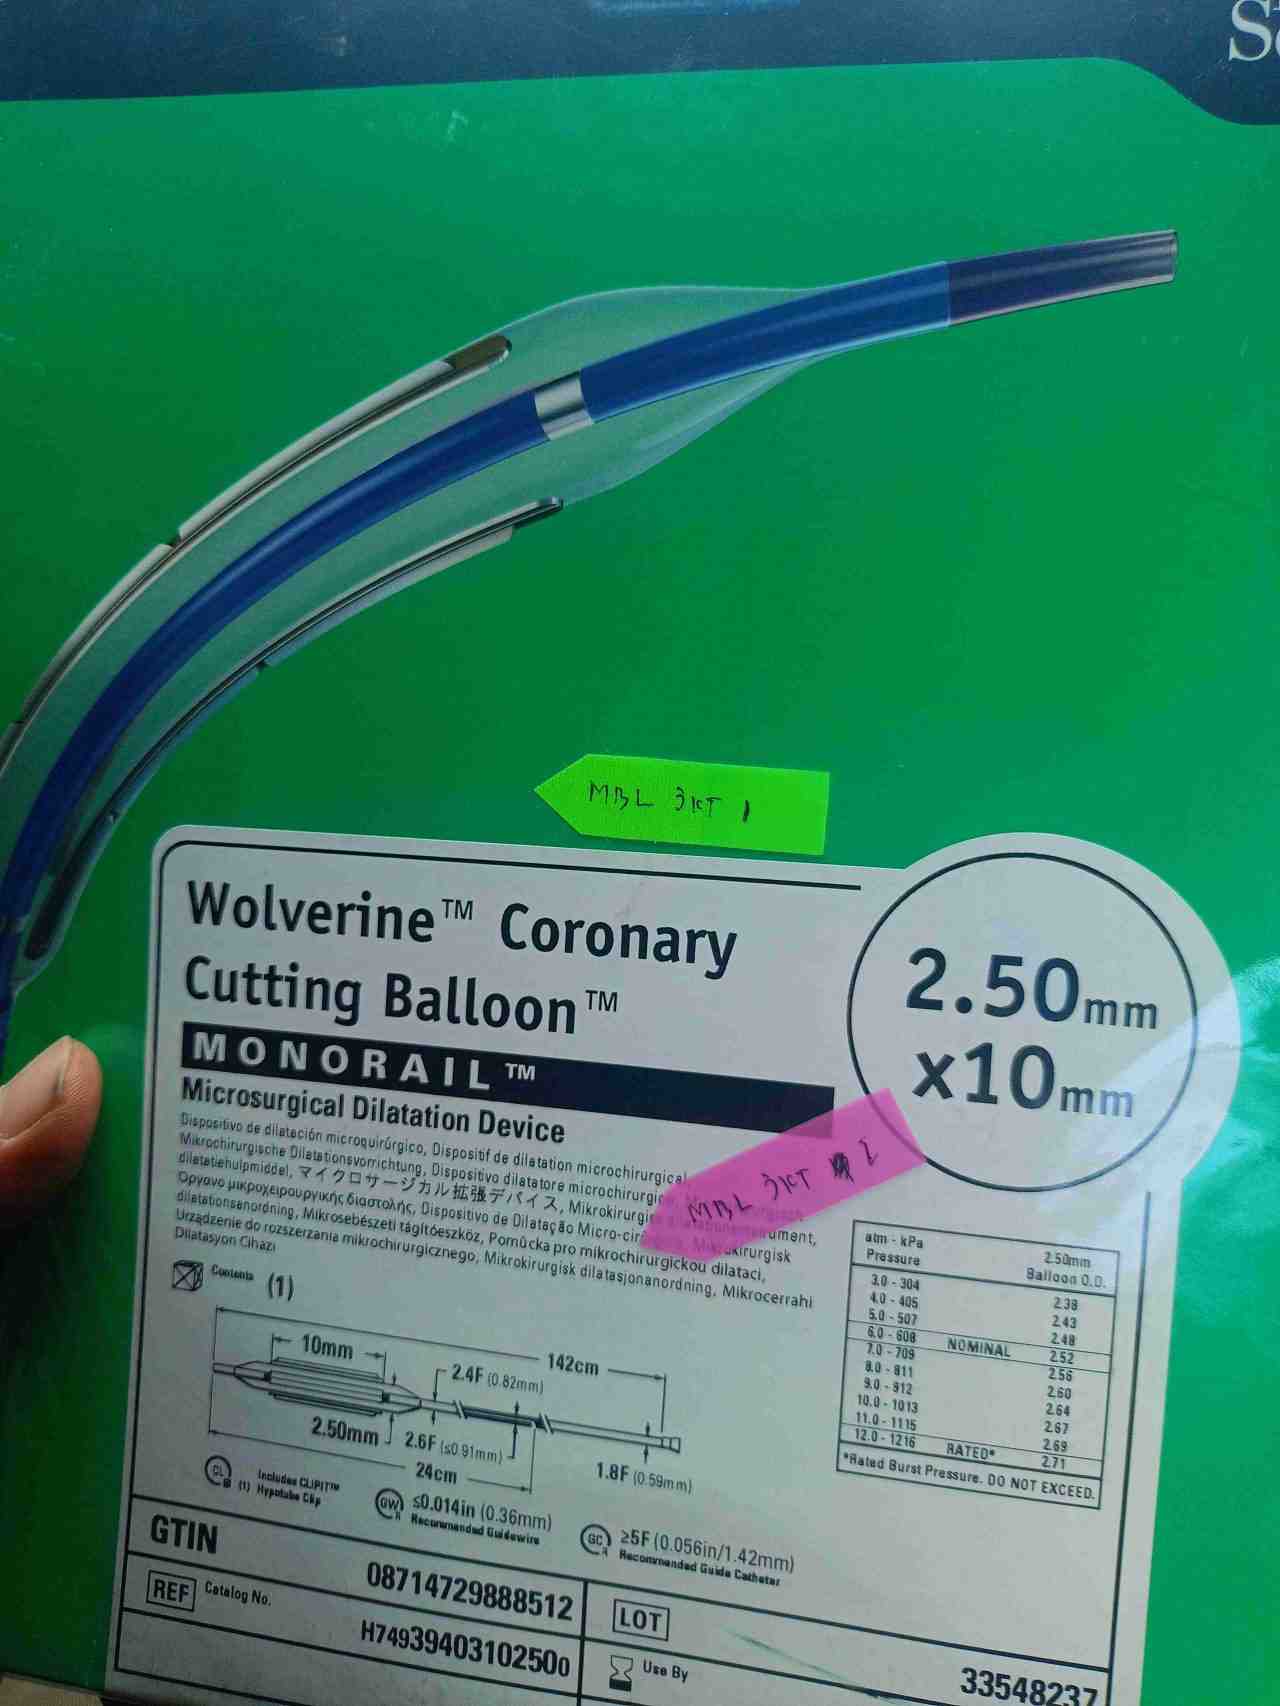 MBL 3KT 1
Wolverine™ Coronary
Cutting Balloon™
MONORAIL™
Microsurgical Dilatation Device
2.50mm
x10mm
Dispositivo de dilatación microquirúrgico, Dispositif de dilatation microchirurgical,
Mikrochirurgische Dilatationsvorrichtung, Dispositivo dilatatore microchirurgico,
dilatatiehulpmiddel, マイクロサージカル拡張デバイス, Mikrokirurgisk
Όργανο μικροχειρουργικής διαστολής, Dispositivo de Dilatação
dilatationsanordning, Mikrosebészeti tágítóeszköz, Pomůcka pro mikrochirurgickou dilataci,
Urządzenie do rozszerzania mikrochirurgicznego, Mikrokirurgisk dilatasjonanordning, Mikrocerrahi
Dilatasyon Cihazi
MBL 3KT
Contents (1)
10mm
142cm
2.4F (0.82mm)
2.50mm
2.6F (≤0.91mm)
24cm
1.8F (0.59mm)
CL
Includes CLIPIT™
(1) Hypotube Clip
GW
≤0.014in (0.36mm)
Recommended Guidewire
GC
≥5F (0.056in/1.42mm)
Recommended Guide Catheter
atm - kPa 2.50mm
Pressure Balloon O.D.
3.0 - 304 2.38
4.0 - 405 2.43
5.0 - 507 2.48
6.0 - 608 NOMINAL 2.52
7.0 - 709 2.56
8.0 - 811 2.60
9.0 - 912 2.64
10.0 - 1013 2.67
11.0 - 1115 2.69
12.0 - 1216 RATED* 2.71
*Rated Burst Pressure. DO NOT EXCEED.
GTIN
08714729888512
REF Catalog No.
H74939403102500
LOT
33548237
Use By